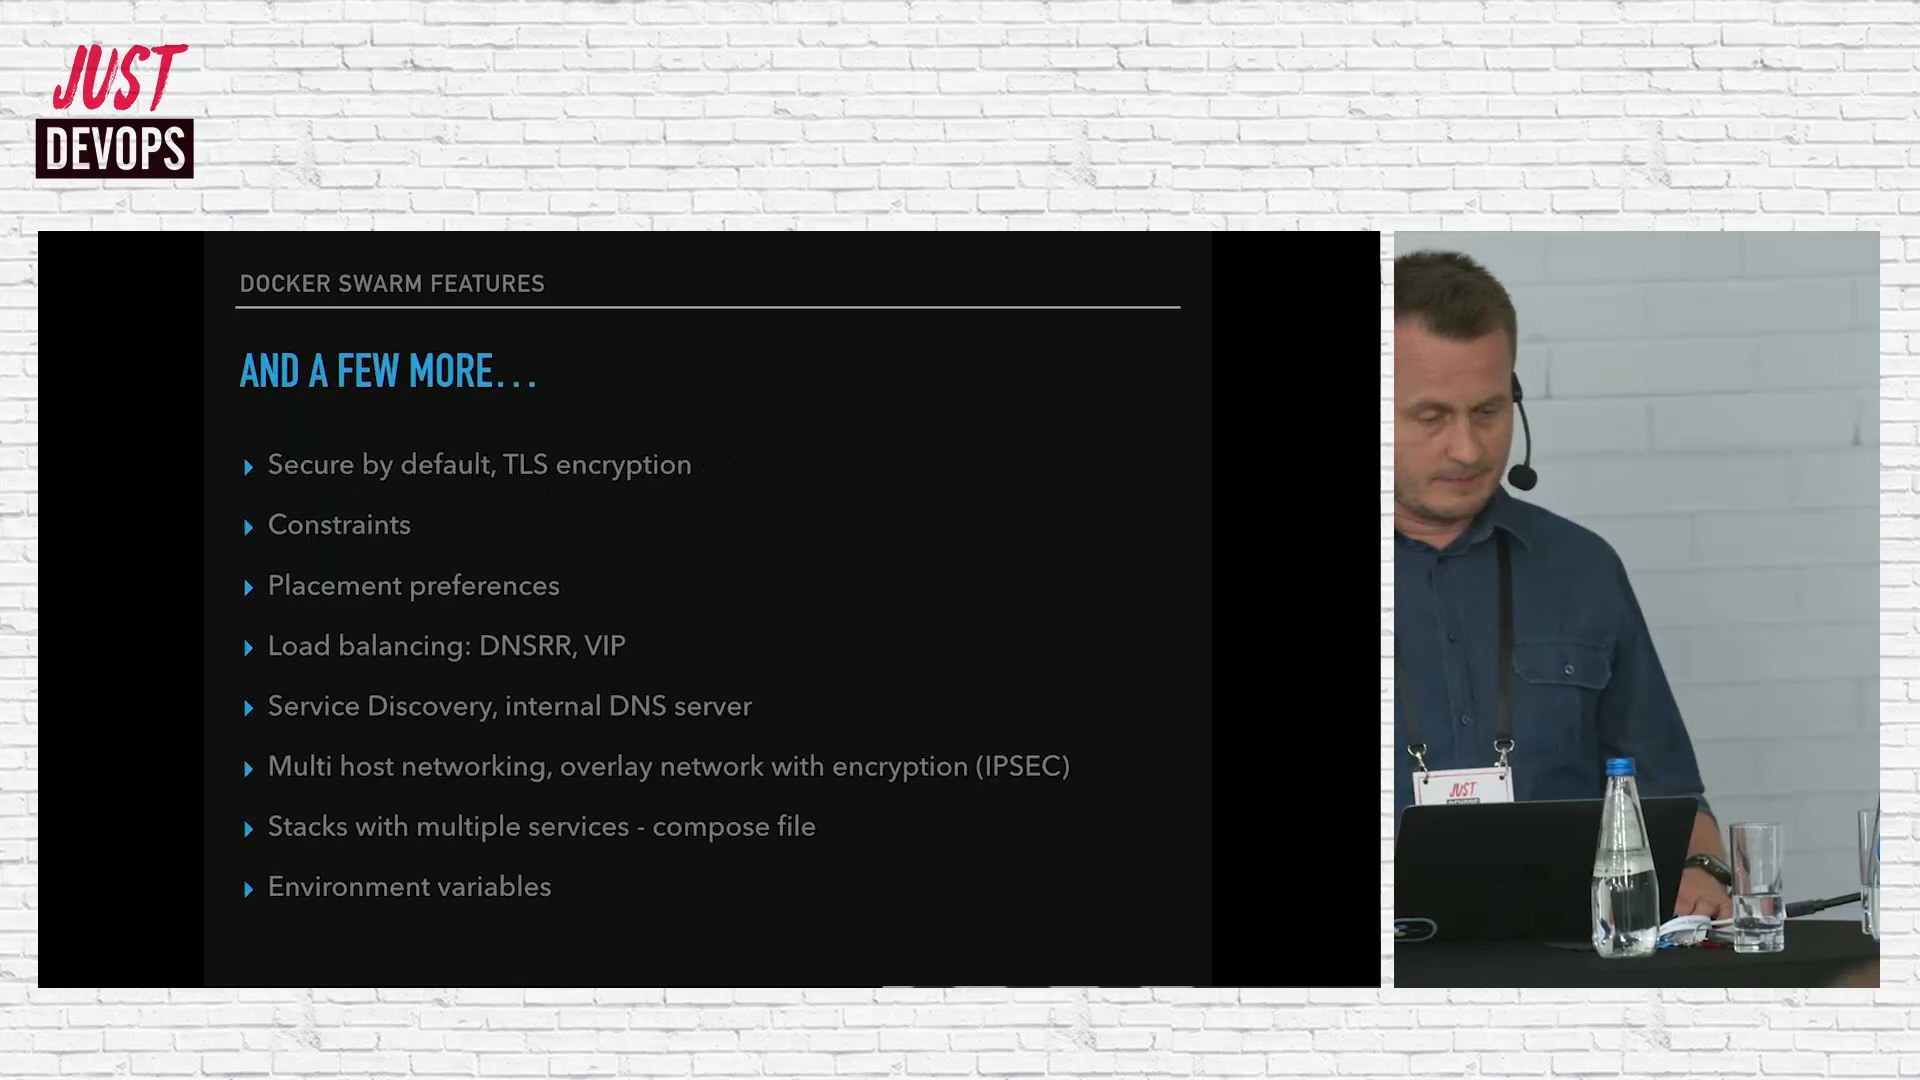 JUST
DEVOPS
DOCKER SWARM FEATURES
AND A FEW MORE...
Secure by default, TLS encryption
Constraints
Placement preferences
Load balancing: DNSRR, VIP
Service Discovery, internal DNS server
Multi host networking, overlay network with encryption (IPSEC)
Stacks with multiple services - compose file
Environment variables
JUST
DEVOPS